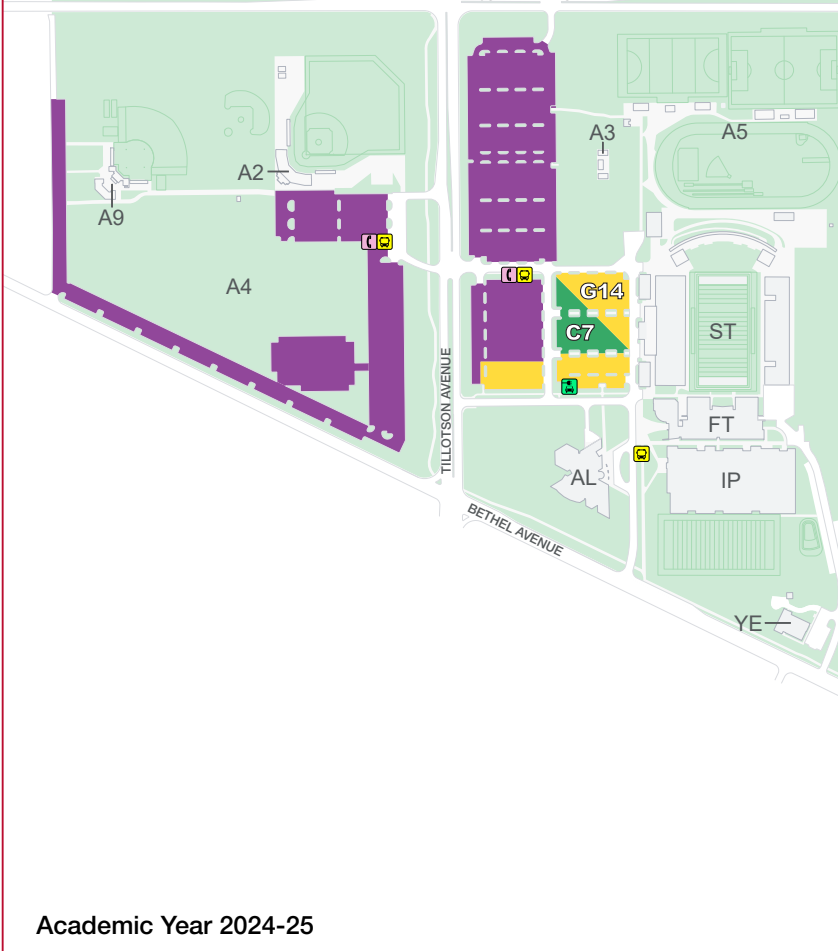 A3
A5
A2
A9
A4
G14
C7
ST
TILLOTSON AVENUE
FT
AL
IP
BETHEL AVENUE
YE
Academic Year 2024-25